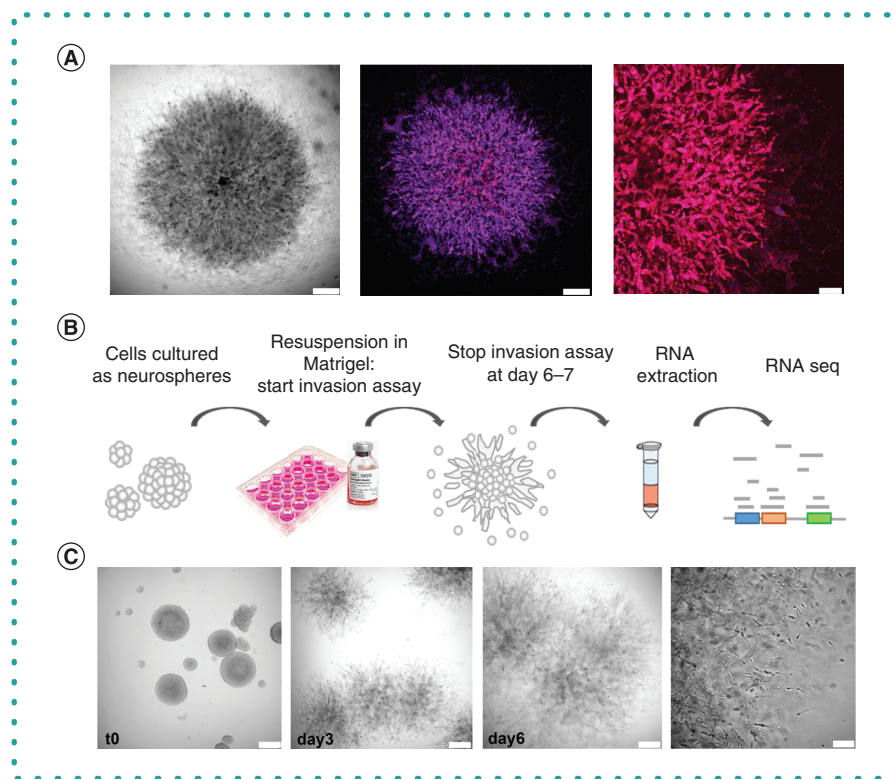 A
B
Cells cultured
as neurospheres
Resuspension in
Matrigel:
start invasion assay
Stop invasion assay
at day 6–7
RNA
extraction
RNA seq
C
t0
day3
day6